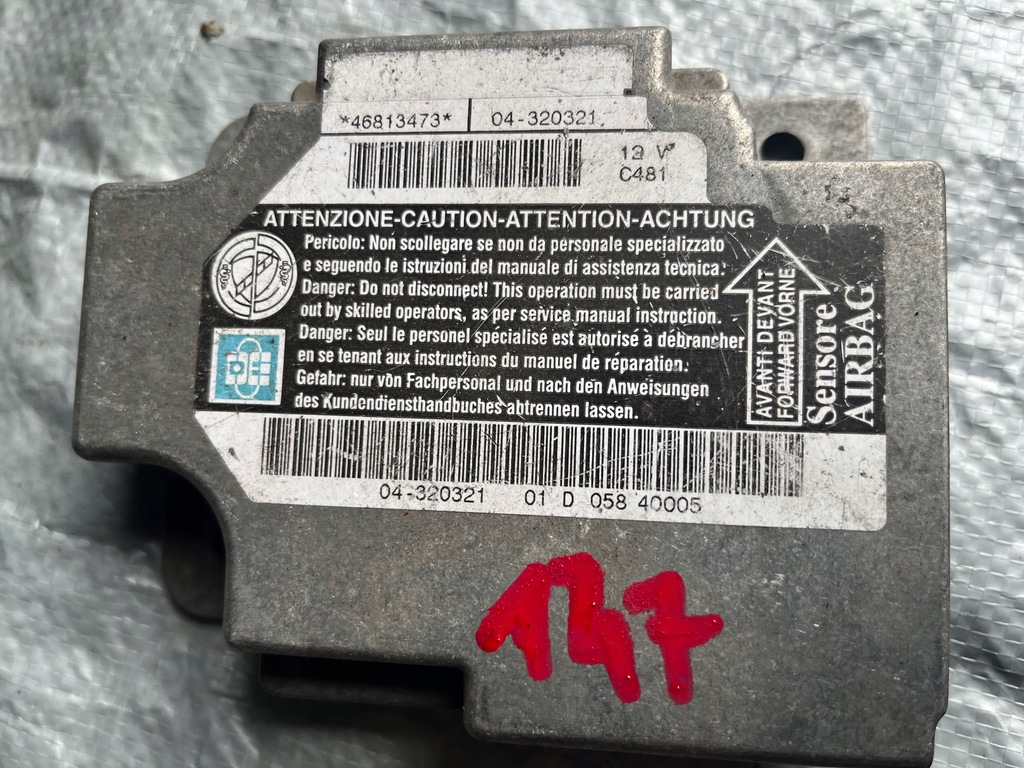 *46813473* 04-320321
12 V
C481
ATTENZIONE-CAUTION-ATTENTION-ACHTUNG
Pericolo: Non scollegare se non da personale specializzato
e seguendo le istruzioni del manuale di assistenza tecnica.
Danger: Do not disconnect! This operation must be carried
out by skilled operators, as per service manual instruction.
Danger: Seul le personel spécialisé est autorisé à débrancher
en se tenant aux instructions du manuel de réparation.
Gefahr: nur von Fachpersonal und nach den Anweisungen
des Kundendiensthandbuches abtrennen lassen.
AVANTI DEVANT
FORWARD VORNE
Sensore
AIRBAG
04-320321 01 D 058 40005
147